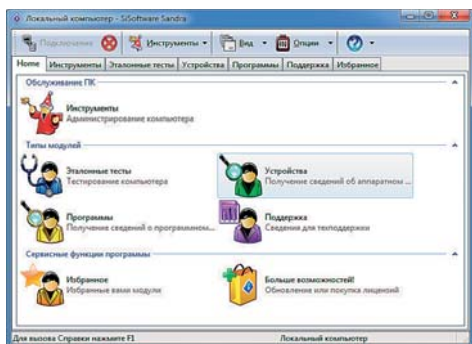 Локальный компьютер - SiSoftware Sandra
Подключение Инструменты Вид Опции
Home Инструменты Эталонные тесты Устройства Программы Поддержка Избранное
Обслуживание ПК
Инструменты
Администрирование компьютера
Типы модулей
Эталонные тесты
Тестирование компьютера
Устройства
Получение сведений об аппаратном ...
Программы
Получение сведений о программном...
Поддержка
Сведения для техподдержки
Сервисные функции программы
Избранное
Избранные вами модули
Больше возможностей!
Обновление или покупка лицензий
Для вызова Справки нажмите F1 Локальный компьютер